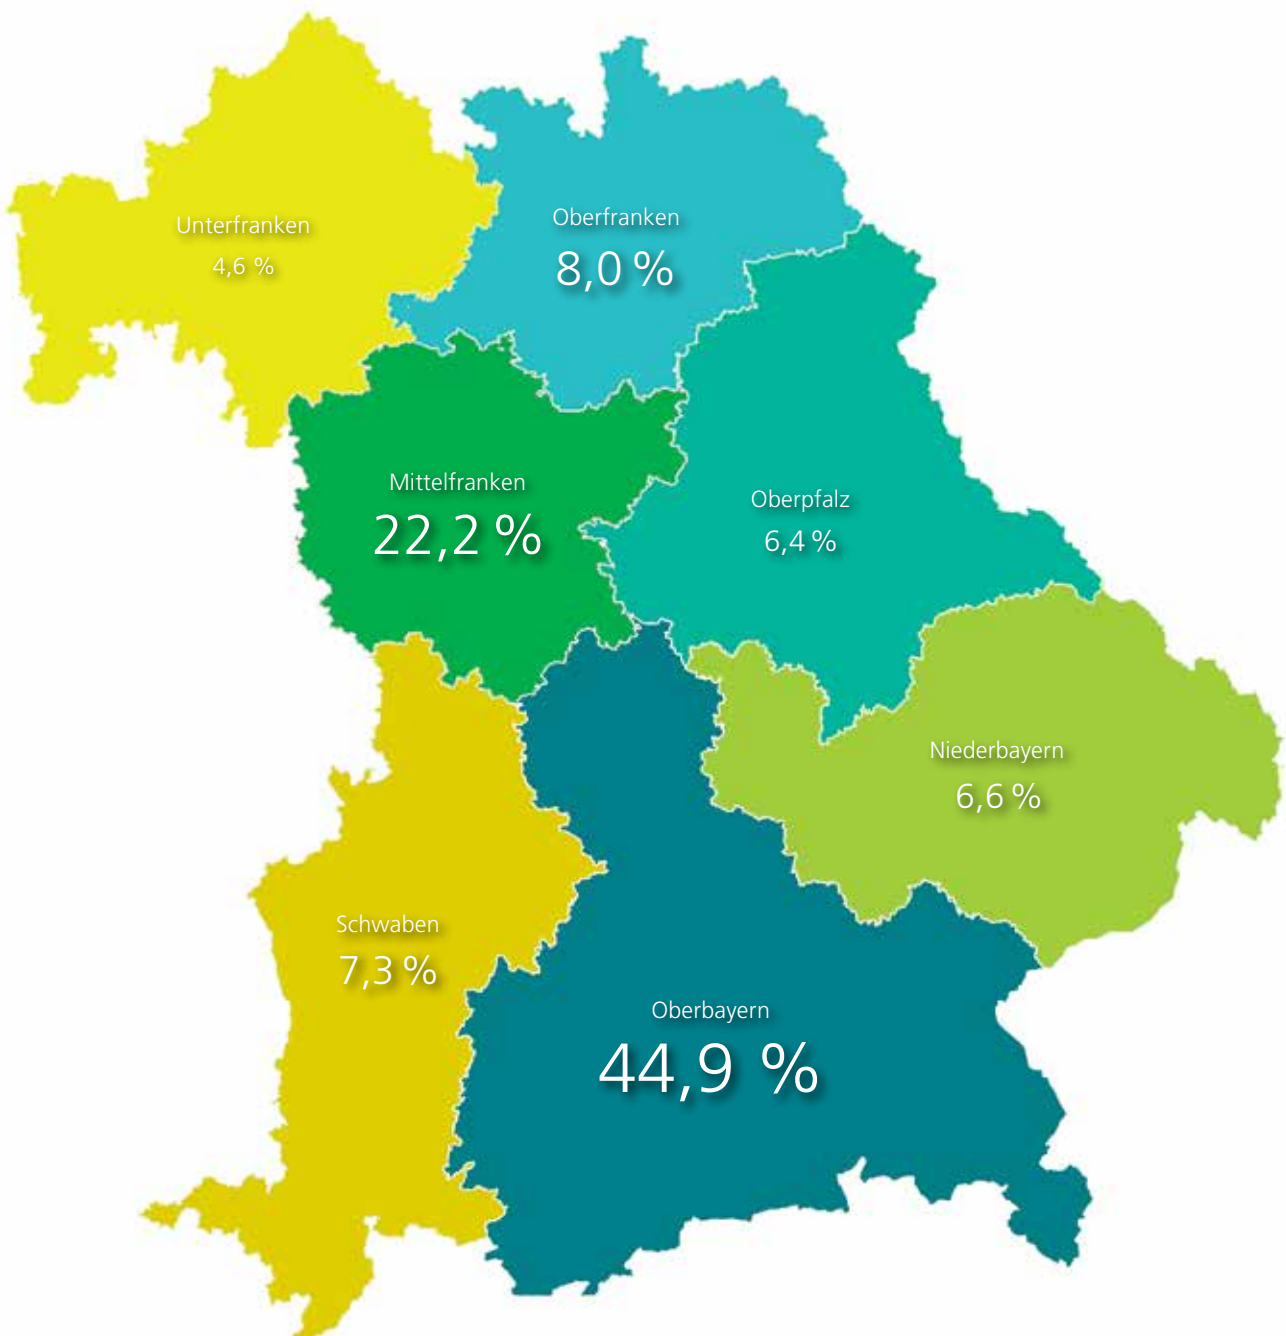 Unterfranken
4,6 %
Oberfranken
8,0 %
Mittelfranken
22,2 %
Oberpfalz
6,4 %
Niederbayern
6,6 %
Schwaben
7,3 %
Oberbayern
44,9 %